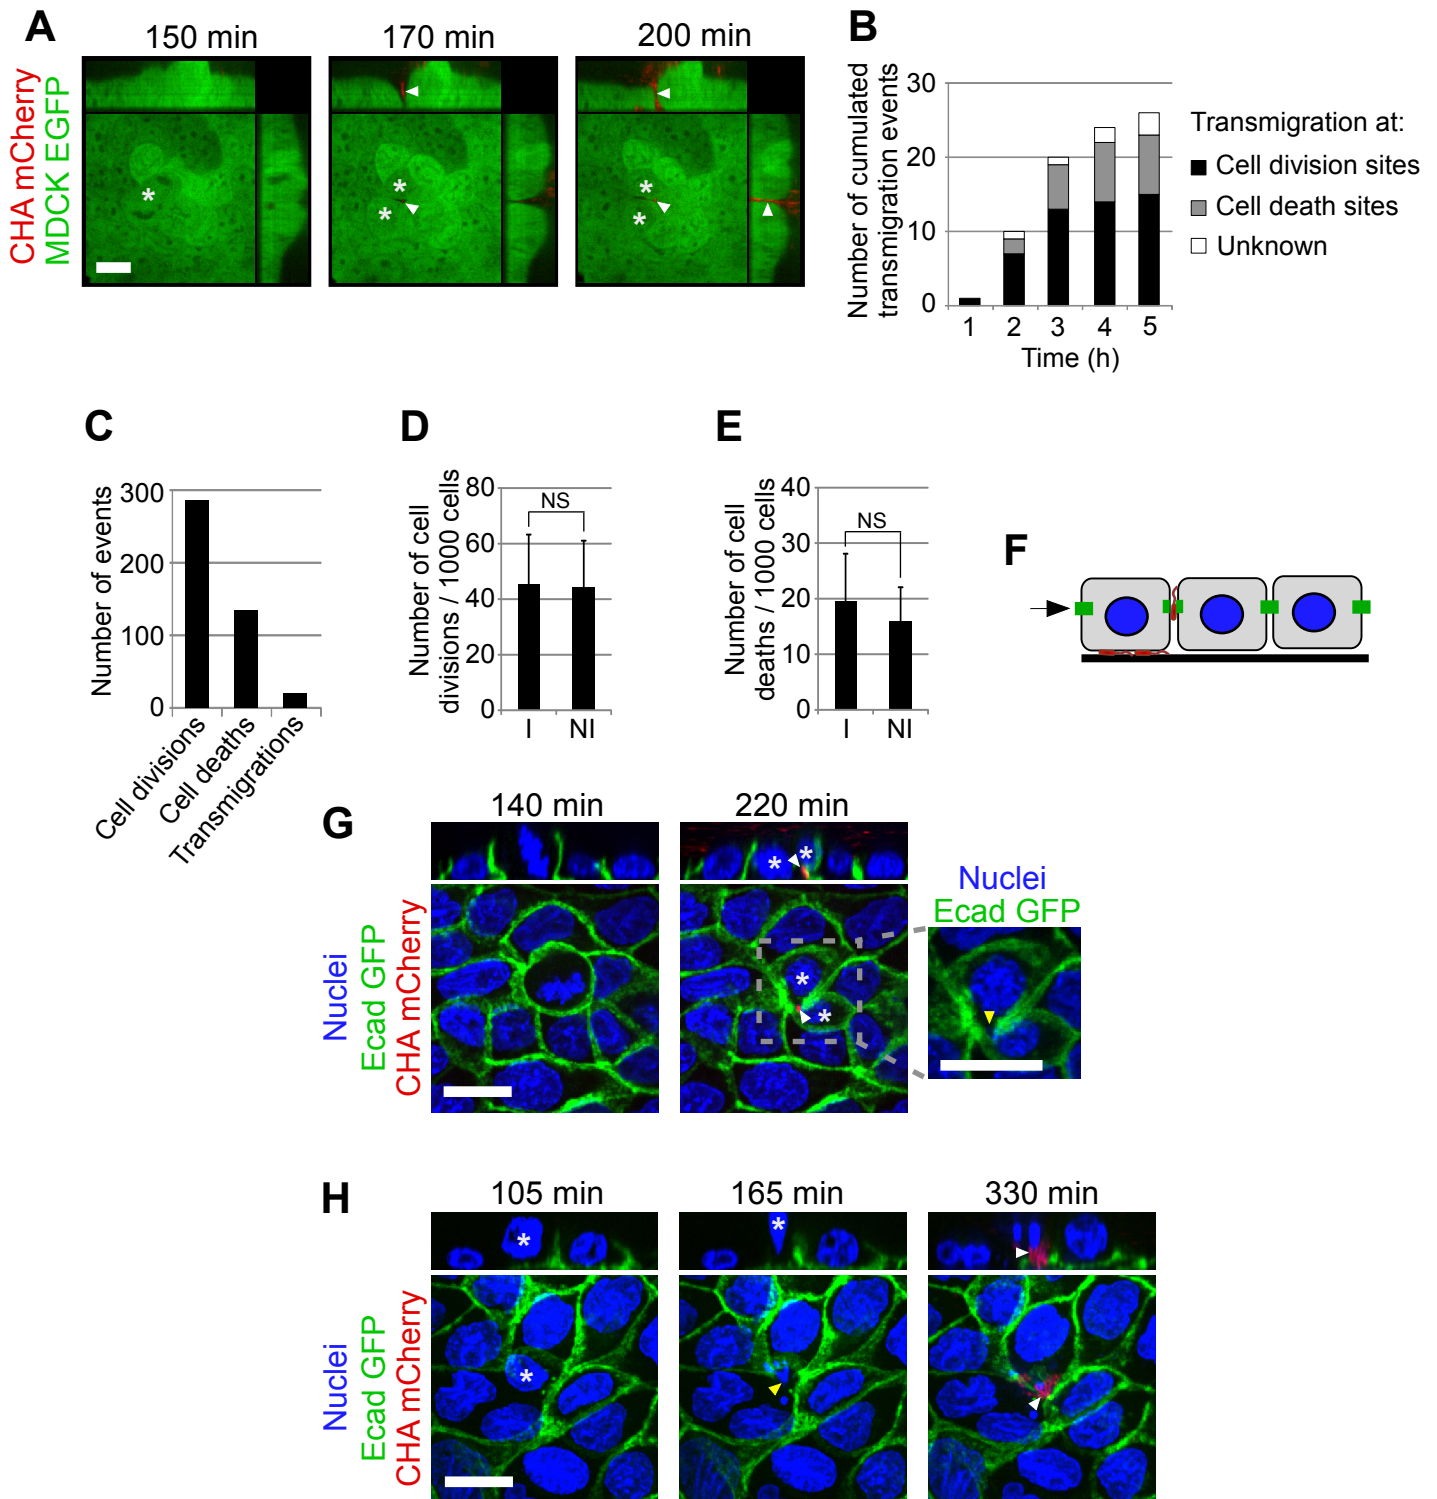 A
150 min
170 min
200 min
CHA mCherry
MDCK EGFP
*
*
*
*
*
B
Number of cumulated
transmigration events
30
20
10
0
1 2 3 4 5
Time (h)
Transmigration at:
Cell division sites
Cell death sites
Unknown
C
Number of events
300
200
100
0
Cell divisions
Cell deaths
Transmigrations
D
Number of cell
divisions / 1000 cells
80
60
40
20
0
NS
I NI
E
Number of cell
deaths / 1000 cells
40
30
20
10
0
NS
I NI
F
G
140 min
220 min
Nuclei
Ecad GFP
CHA mCherry
* *
*
*
Nuclei
Ecad GFP
H
105 min
165 min
330 min
Nuclei
Ecad GFP
CHA mCherry
*
*
*